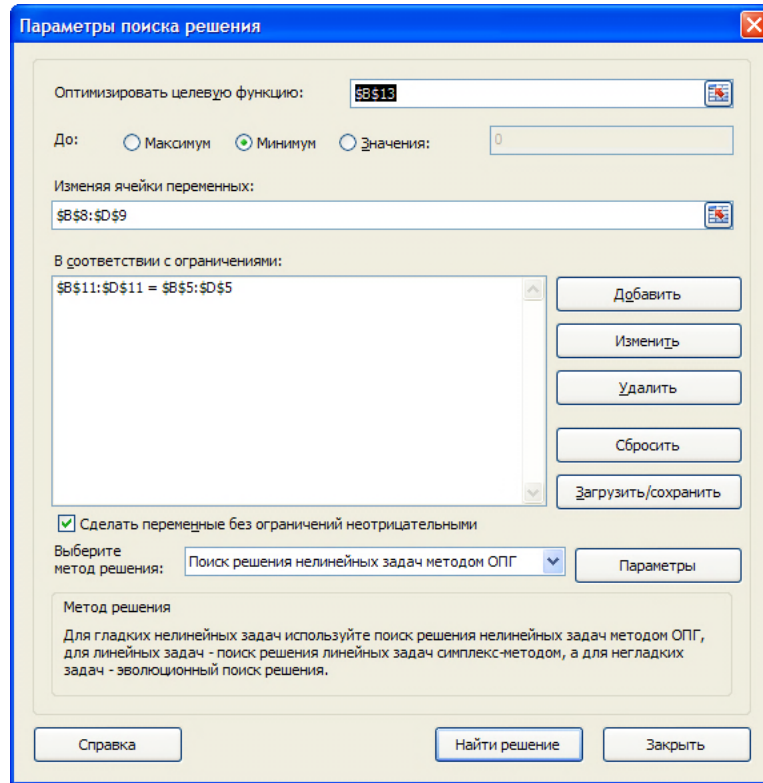 Параметры поиска решения
Оптимизировать целевую функцию: $B$13
До: Максимум Минимум Значения: 0
Изменяя ячейки переменных:
$B$8:$D$9
В соответствии с ограничениями:
$B$11:$D$11 = $B$5:$D$5
Добавить
Изменить
Удалить
Сбросить
Загрузить/сохранить
Сделать переменные без ограничений неотрицательными
Выберите
метод решения:
Поиск решения нелинейных задач методом ОПГ
Параметры
Метод решения
Для гладких нелинейных задач используйте поиск решения нелинейных задач методом ОПГ,
для линейных задач - поиск решения линейных задач симплекс-методом, а для негладких
задач - эволюционный поиск решения.
Справка Найти решение Закрыть